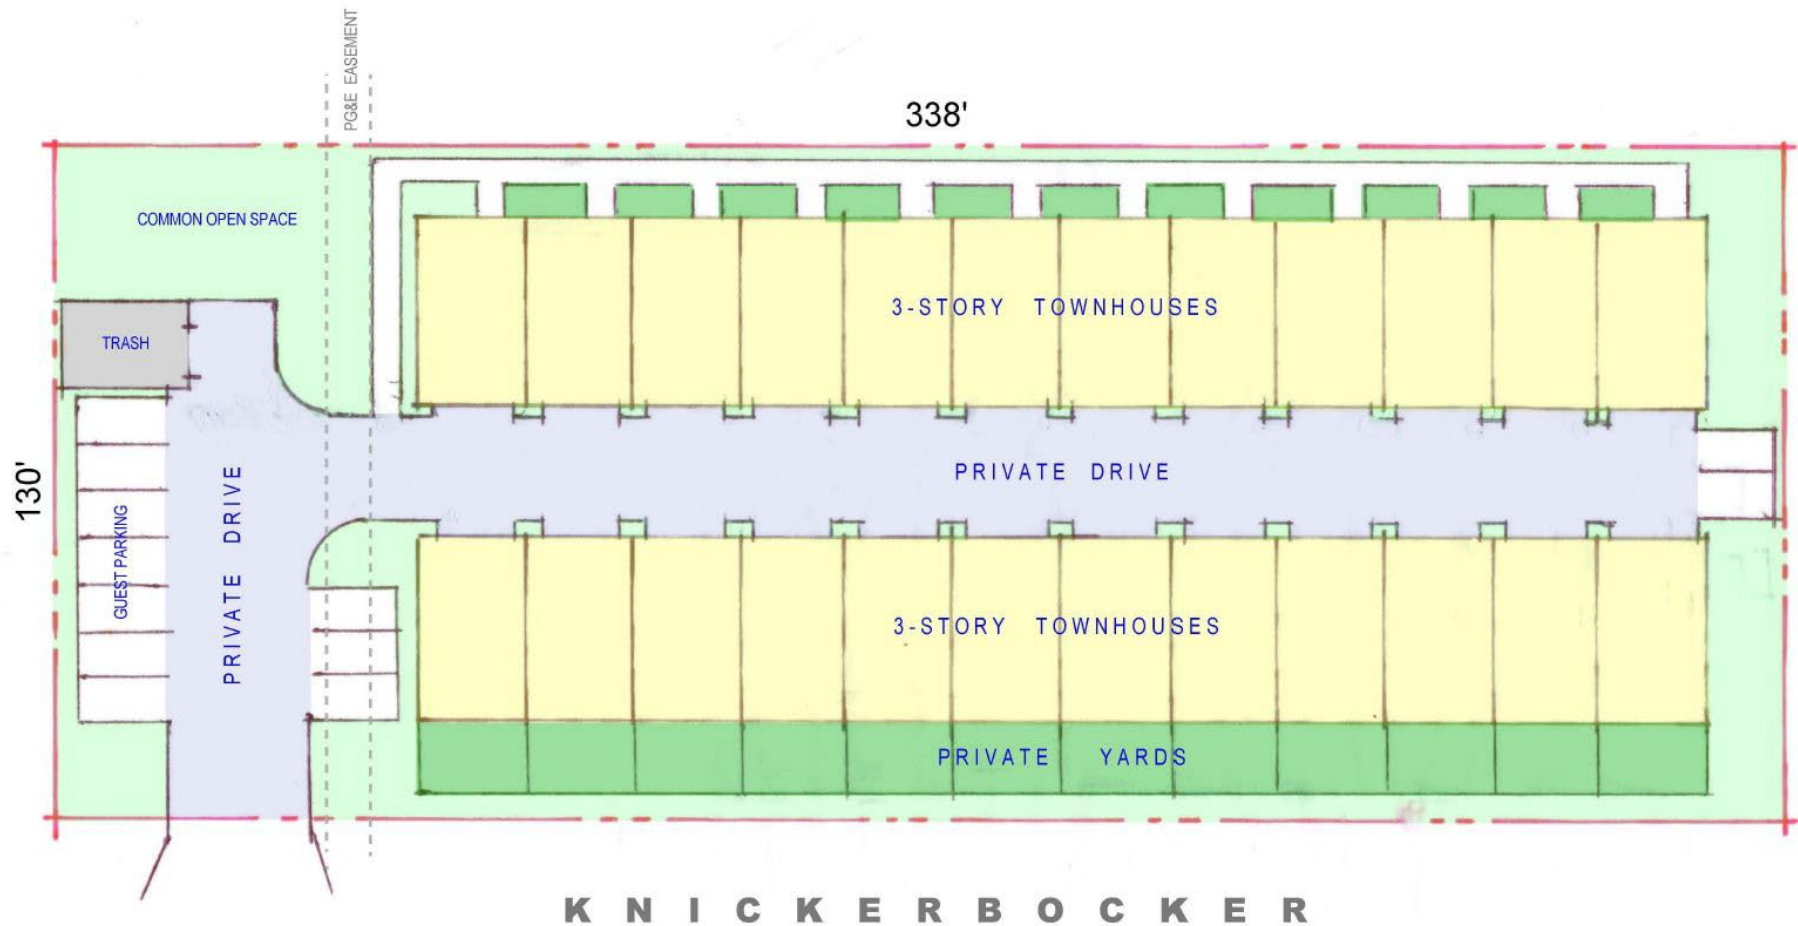 PG&E EASEMENT
338'
COMMON OPEN SPACE
3-STORY TOWNHOUSES
TRASH
130'
GUEST PARKING
PRIVATE DRIVE
PRIVATE DRIVE
3-STORY TOWNHOUSES
PRIVATE YARDS
KNICKERBOCKER